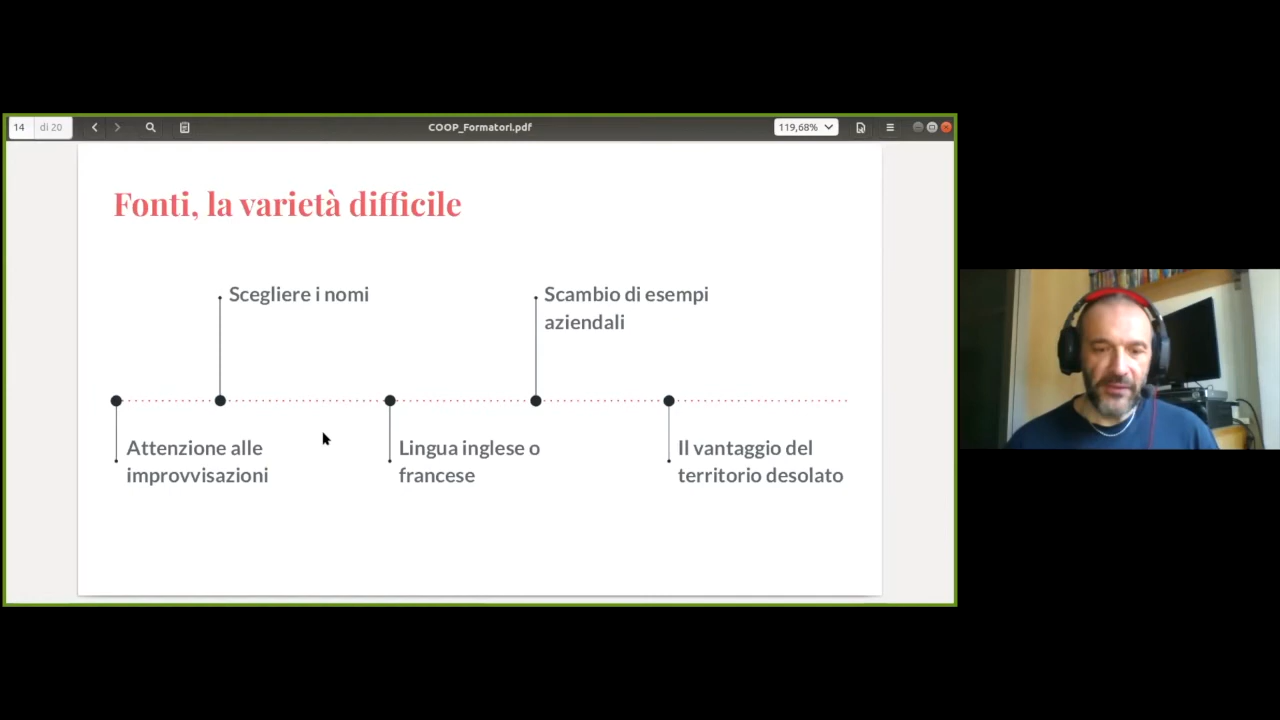 14 di 20
COOP_Formatori.pdf
119,68%
Fonti, la varietà difficile
Scegliere i nomi
Scambio di esempi
aziendali
Attenzione alle
improvvisazioni
Lingua inglese o
francese
Il vantaggio del
territorio desolato